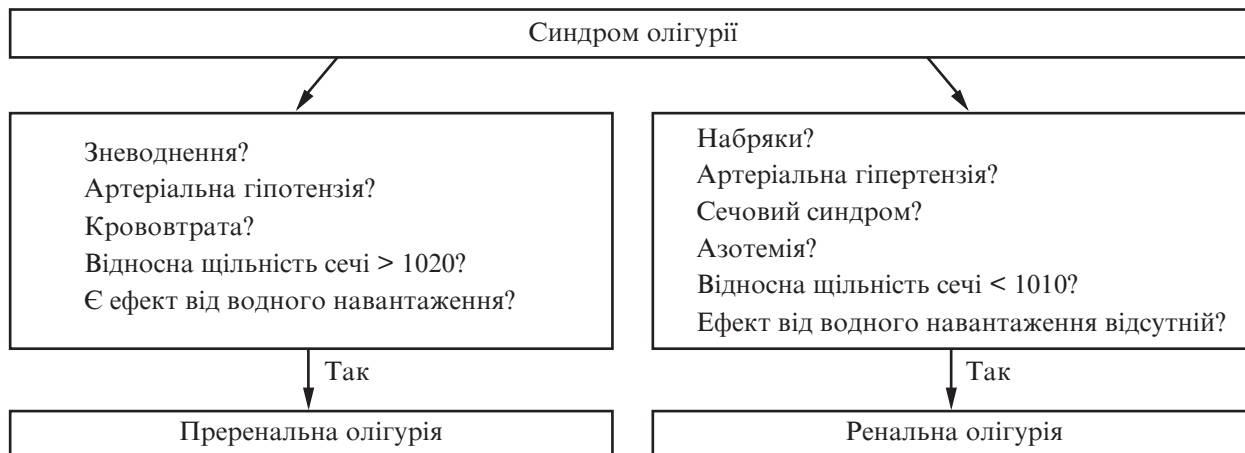 Синдром олігурії
Зневоднення?
Артеріальна гіпотензія?
Крововтрата?
Відносна щільність сечі > 1020?
Є ефект від водного навантаження?
Так
Преренальна олігурія
Набряки?
Артеріальна гіпертензія?
Сечовий синдром?
Азотемія?
Відносна щільність сечі < 1010?
Ефект від водного навантаження відсутній?
Так
Ренальна олігурія